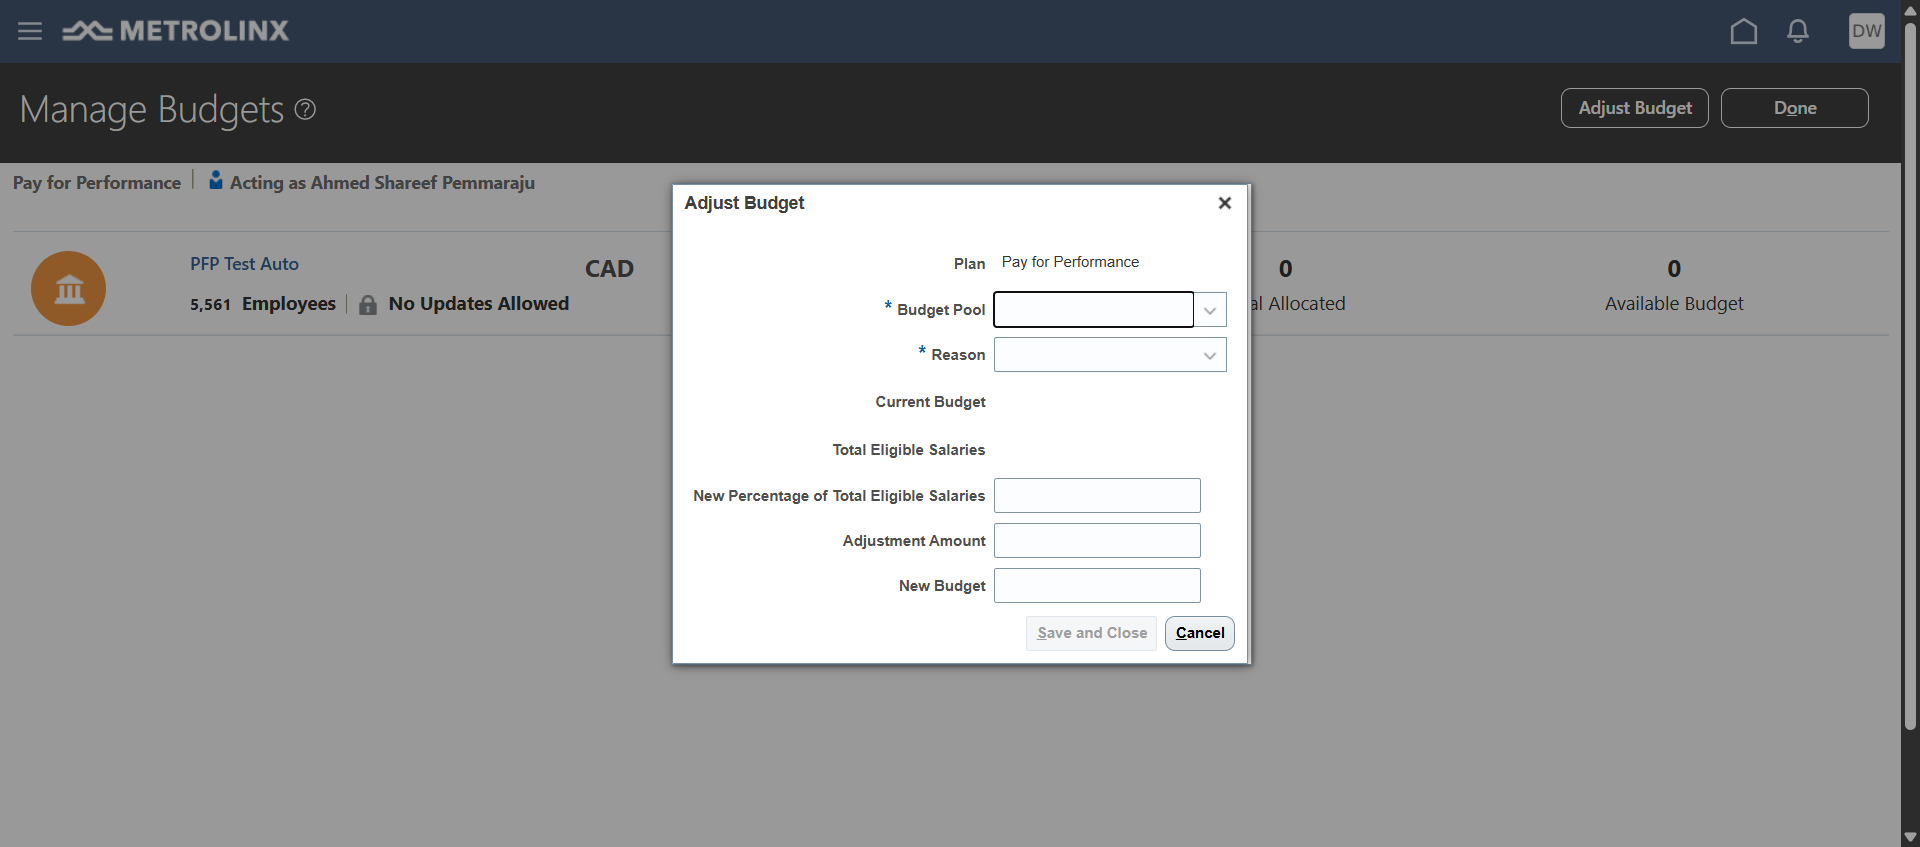 METROLINX
DW
Manage Budgets
Adjust Budget
Done
Pay for Performance
Acting as Ahmed Shareef Pemmaraju
PFP Test Auto
CAD
5,561 Employees
No Updates Allowed
0
al Allocated
0
Available Budget
Adjust Budget
Plan Pay for Performance
* Budget Pool
* Reason
Current Budget
Total Eligible Salaries
New Percentage of Total Eligible Salaries
Adjustment Amount
New Budget
Save and Close
Cancel